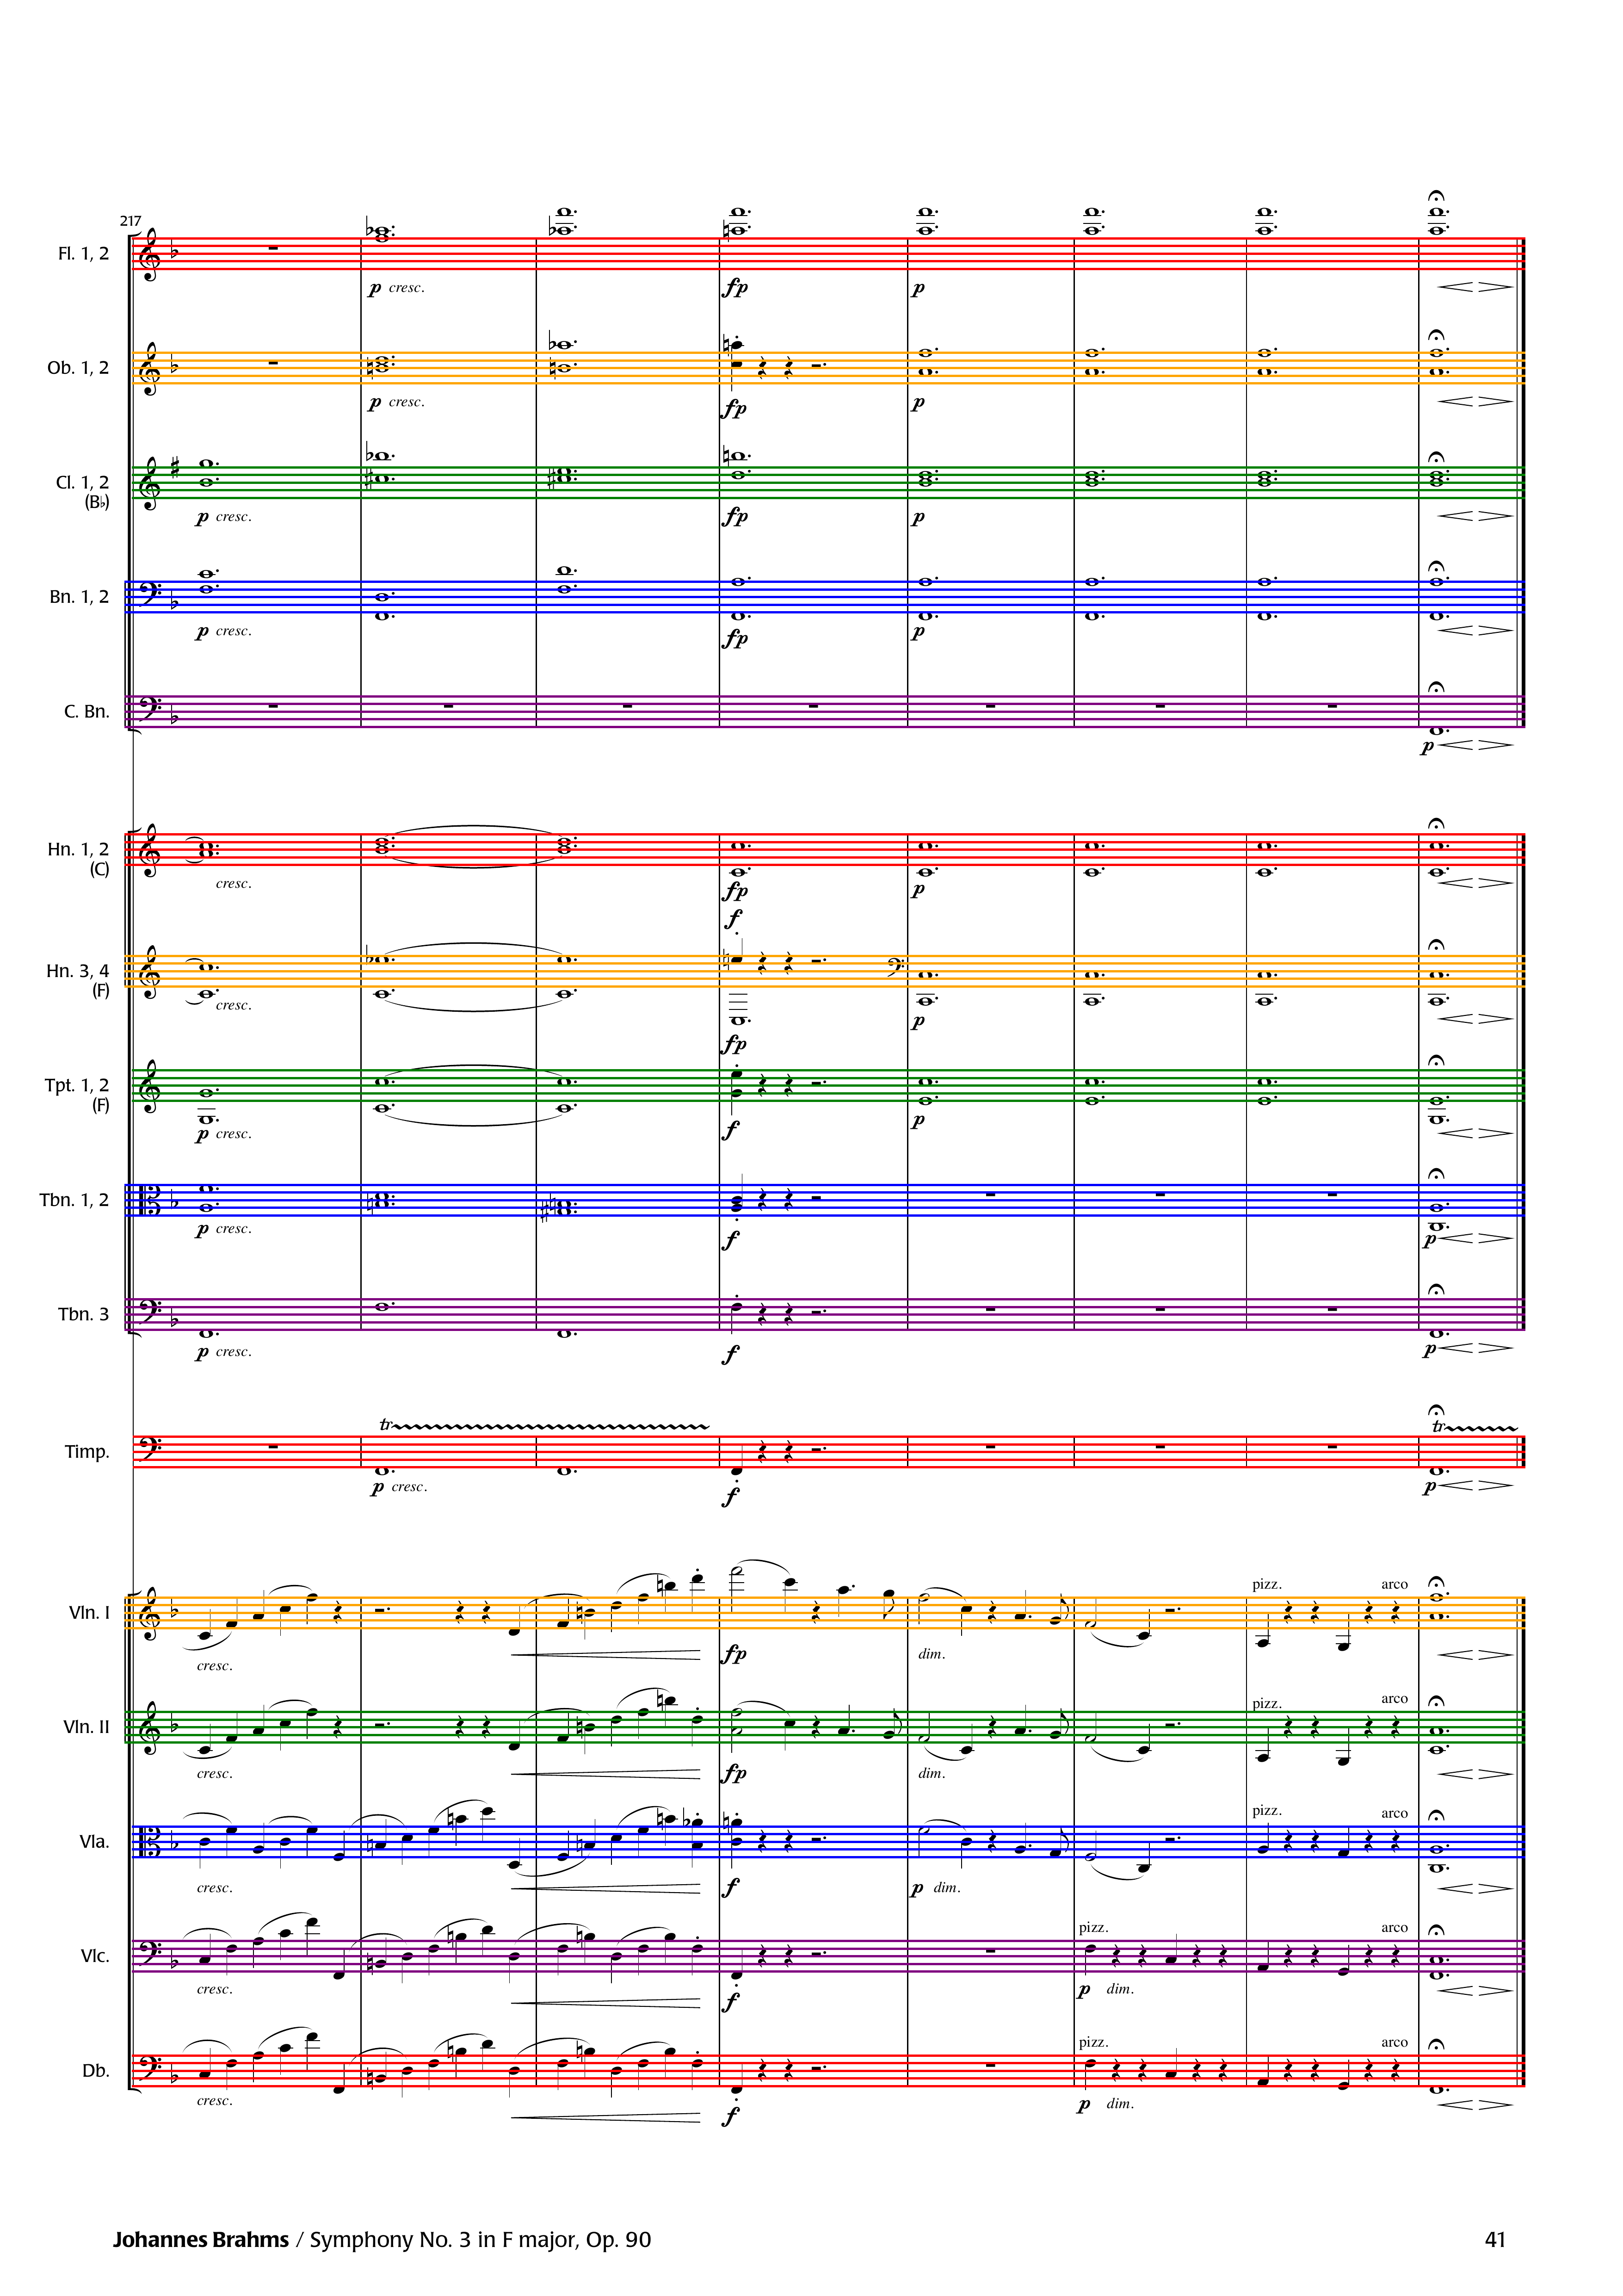 217
Fl. 1, 2
p cresc. fp p
Ob. 1, 2
p cresc. fp p
Cl. 1, 2
(B♭)
p cresc. fp p
Bn. 1, 2
p cresc. fp p
C. Bn.
p
Hn. 1, 2
(C)
cresc. fp p
f
Hn. 3, 4
(F)
cresc. p
fp
Tpt. 1, 2
(F)
p cresc. f p
Tbn. 1, 2
p cresc. f p
Tbn. 3
p cresc. f p
tr tr
Timp.
p cresc. f p
pizz. arco
Vln. I
cresc. fp dim.
pizz. arco
Vln. II
cresc. fp dim.
pizz. arco
Vla.
cresc. f p dim.
pizz. arco
Vlc.
cresc. f p dim.
pizz. arco
Db.
cresc. f p dim.
Johannes Brahms / Symphony No. 3 in F major, Op. 90 41